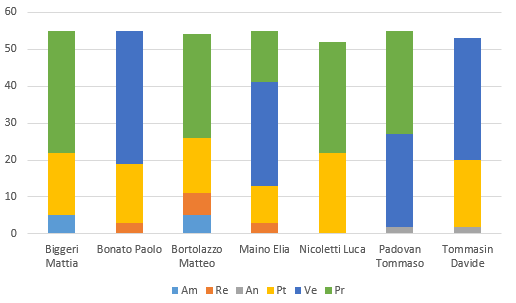 60
50
40
30
20
10
0
Biggeri Mattia
Bonato Paolo
Bortolazzo Matteo
Maino Elia
Nicoletti Luca
Padovan Tommaso
Tommasin Davide
Am Re An Pt Ve Pr